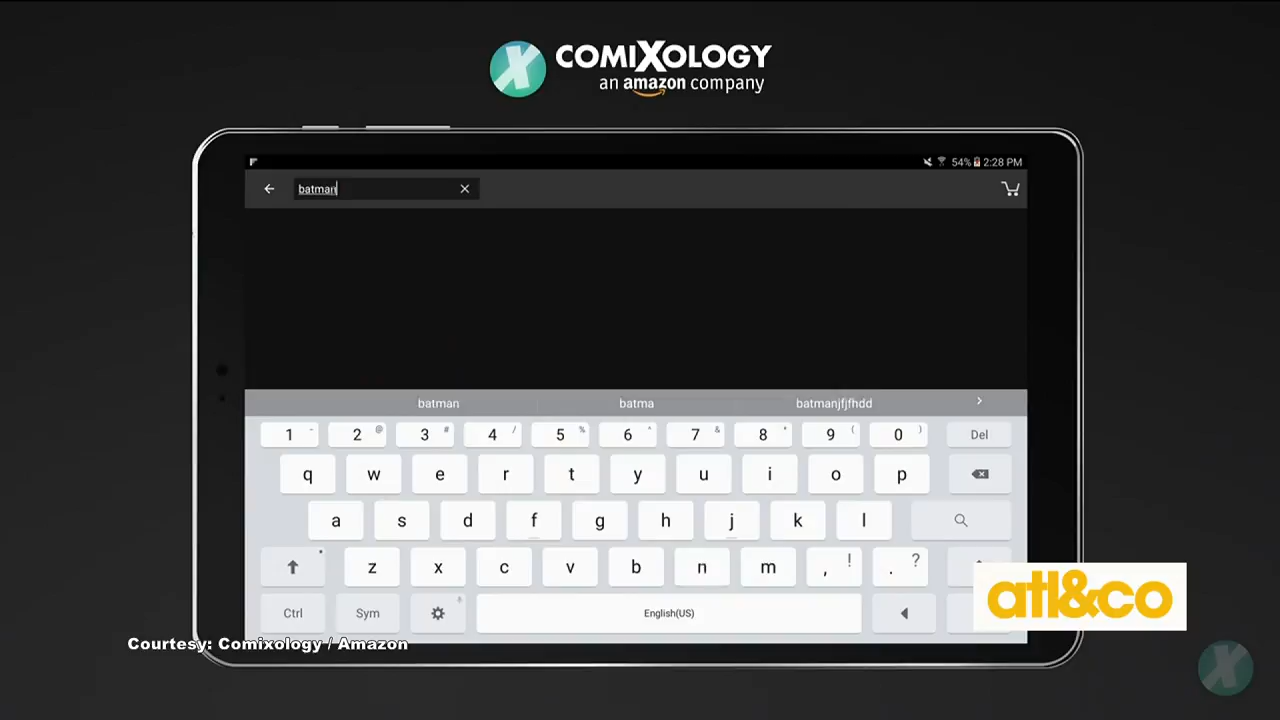 COMIXOLOGY
an amazon company
54% 2:28 PM
batman
batman batma batmanjfjfhdd
1 - 2 @ 3 # 4 / 5 % 6 ^ 7 & 8 * 9 ( 0 ) Del
q w e r t y u i o p
a s d f g h j k l
z x c v b n m , ! . ?
Ctrl Sym English(US)
atl&co
Courtesy: Comixology / Amazon